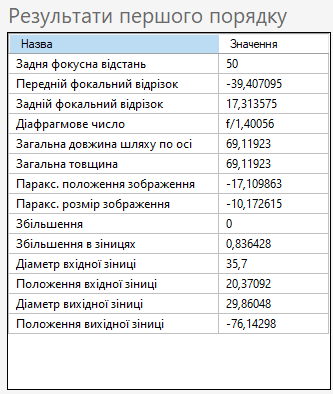 Результати першого порядку
Назва Значення
Задня фокусна відстань 50
Передній фокальний відрізок -39,407095
Задній фокальний відрізок 17,313575
Діафрагмове число f/1,40056
Загальна довжина шляху по осі 69,11923
Загальна товщина 69,11923
Паракс. положення зображення -17,109863
Паракс. розмір зображення -10,172615
Збільшення 0
Збільшення в зіницях 0,836428
Діаметр вхідної зіниці 35,7
Положення вхідної зіниці 20,37092
Діаметр вихідної зіниці 29,86048
Положення вихідної зіниці -76,14298